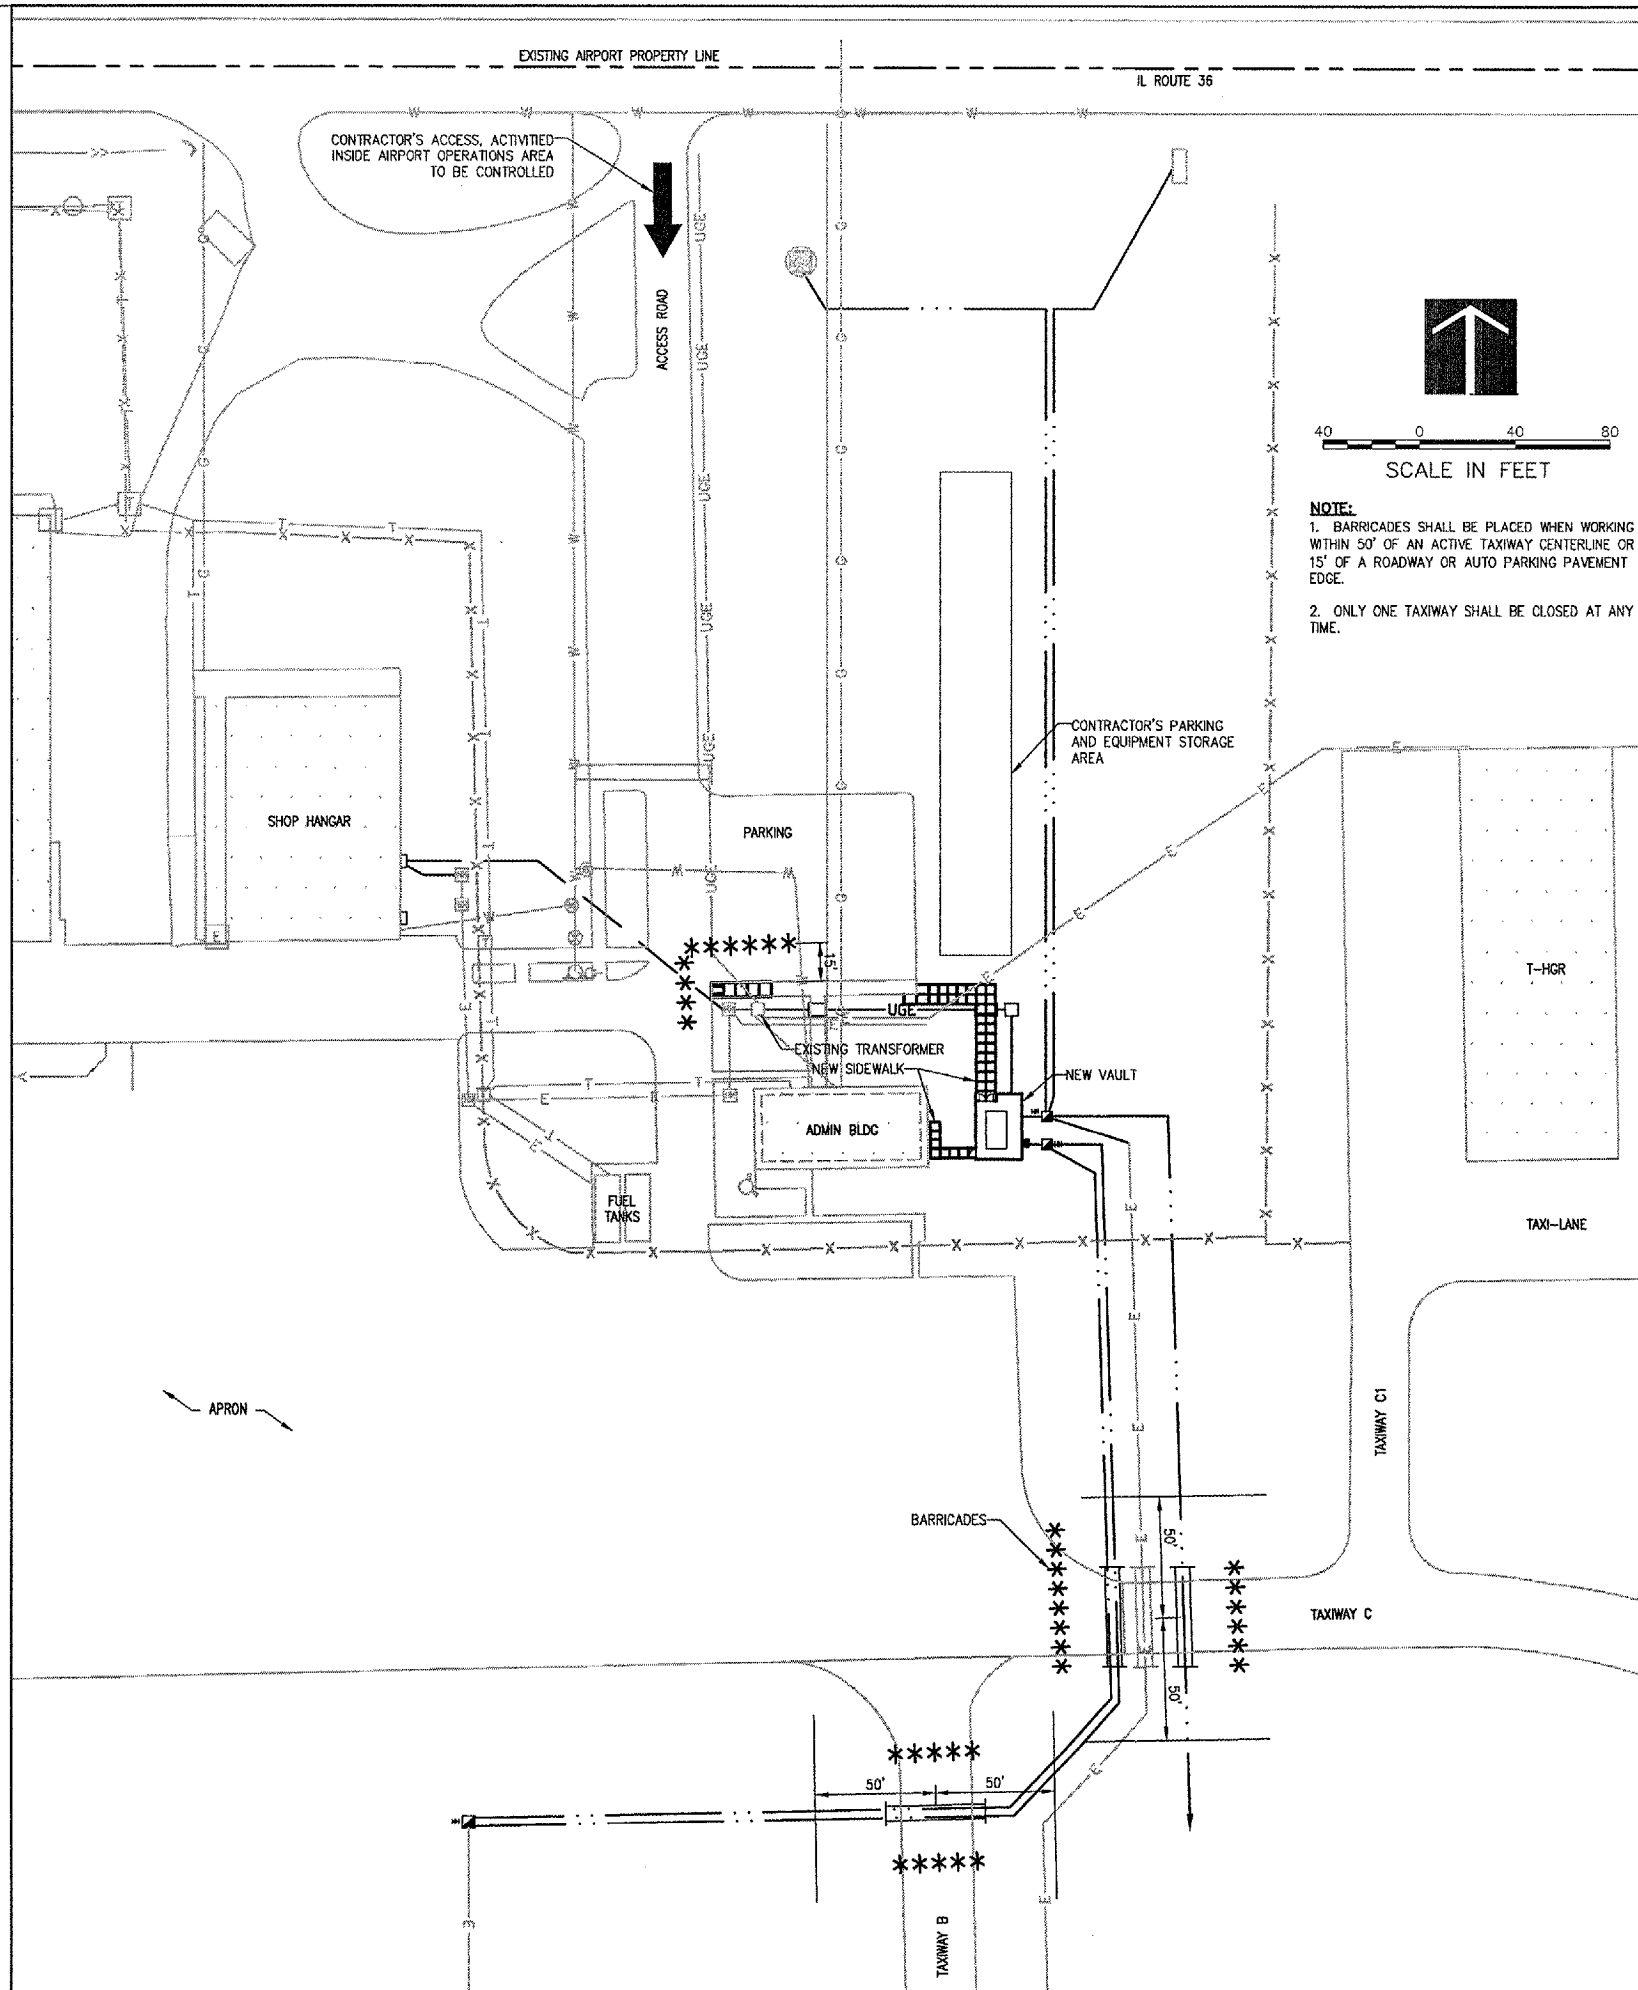 EXISTING AIRPORT PROPERTY LINE
IL ROUTE 36
CONTRACTOR'S ACCESS, ACTIVITIED
INSIDE AIRPORT OPERATIONS AREA
TO BE CONTROLLED
ACCESS ROAD
40 0 40 80
SCALE IN FEET
NOTE:
1. BARRICADES SHALL BE PLACED WHEN WORKING
WITHIN 50' OF AN ACTIVE TAXIWAY CENTERLINE OR
15' OF A ROADWAY OR AUTO PARKING PAVEMENT
EDGE.
2. ONLY ONE TAXIWAY SHALL BE CLOSED AT ANY
TIME.
CONTRACTOR'S PARKING
AND EQUIPMENT STORAGE
AREA
SHOP HANGAR
PARKING
15'
T-HGR
UGE
EXISTING TRANSFORMER
NEW SIDEWALK
NEW VAULT
ADMIN BLDG
FUEL
TANKS
TAXI-LANE
APRON
TAXIWAY C1
BARRICADES
50'
TAXIWAY C
50'
50' 50'
TAXIWAY B